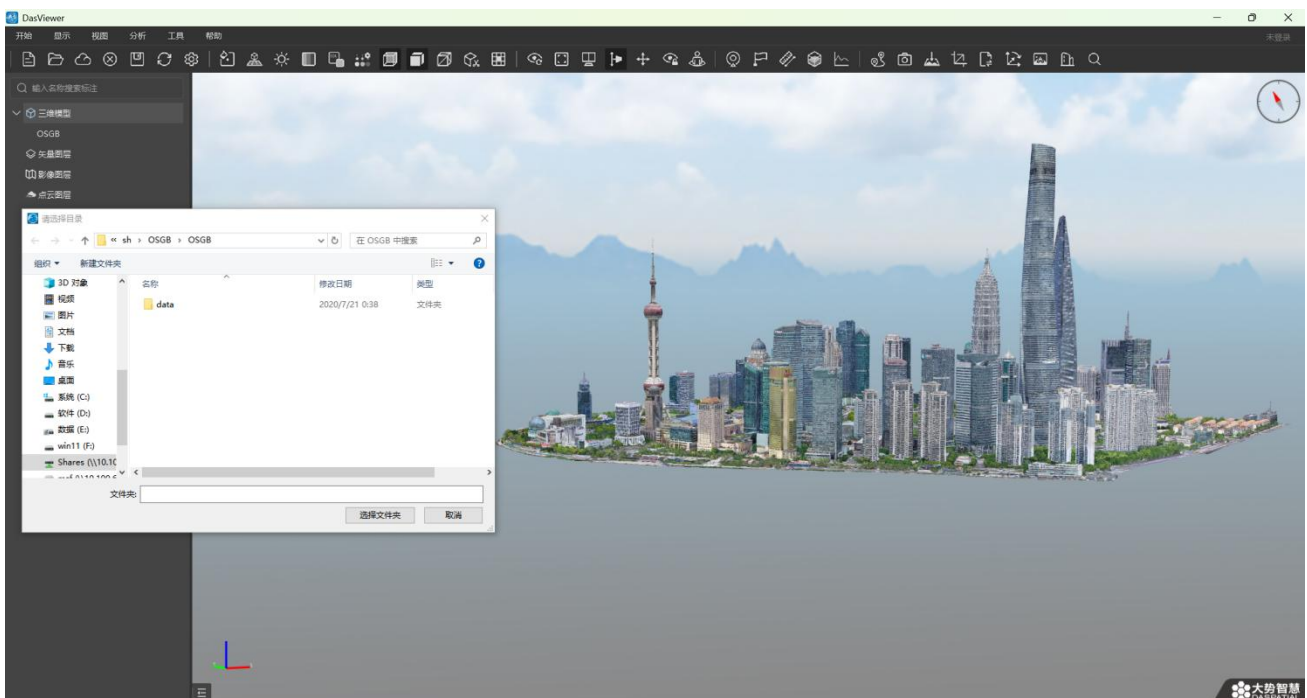 DasViewer
开始 显示 视图 分析 工具 帮助
未登录
输入名称搜索标注
三维模型
OSGB
矢量图层
影像图层
点云图层
请选择目录
« sh › OSGB › OSGB
在 OSGB 中搜索
组织 新建文件夹
名称 修改日期 类型
data 2020/7/21 0:38 文件夹
3D 对象
视频
图片
文档
下载
音乐
桌面
系统 (C:)
软件 (D:)
数据 (E:)
win11 (F:)
Shares (\\10.10
文件夹:
选择文件夹 取消
大势智慧
DASPATIAL